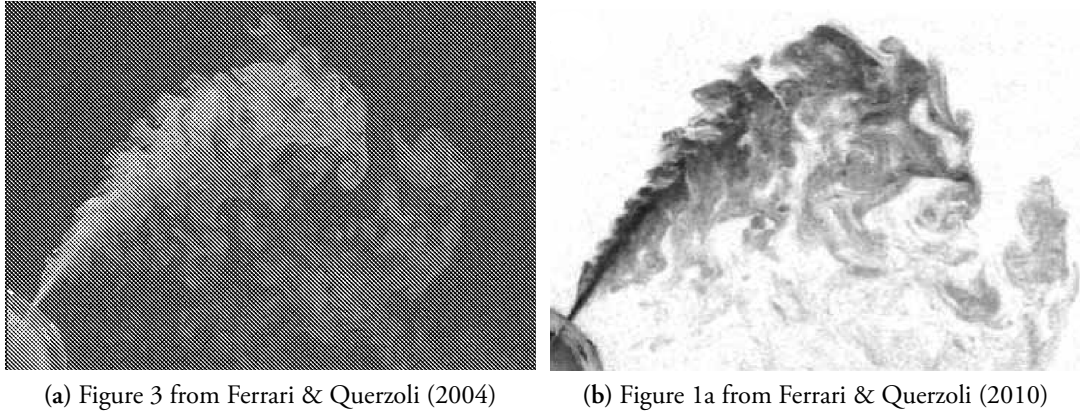 (a) Figure 3 from Ferrari & Querzoli (2004)
(b) Figure 1a from Ferrari & Querzoli (2010)